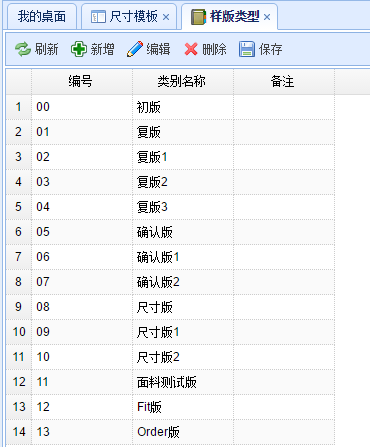 我的桌面 尺寸模板 × 样版类型 ×
刷新 新增 编辑 删除 保存
编号 类别名称 备注
1 00 初版
2 01 复版
3 02 复版1
4 03 复版2
5 04 复版3
6 05 确认版
7 06 确认版1
8 07 确认版2
9 08 尺寸版
10 09 尺寸版1
11 10 尺寸版2
12 11 面料测试版
13 12 Fit版
14 13 Order版